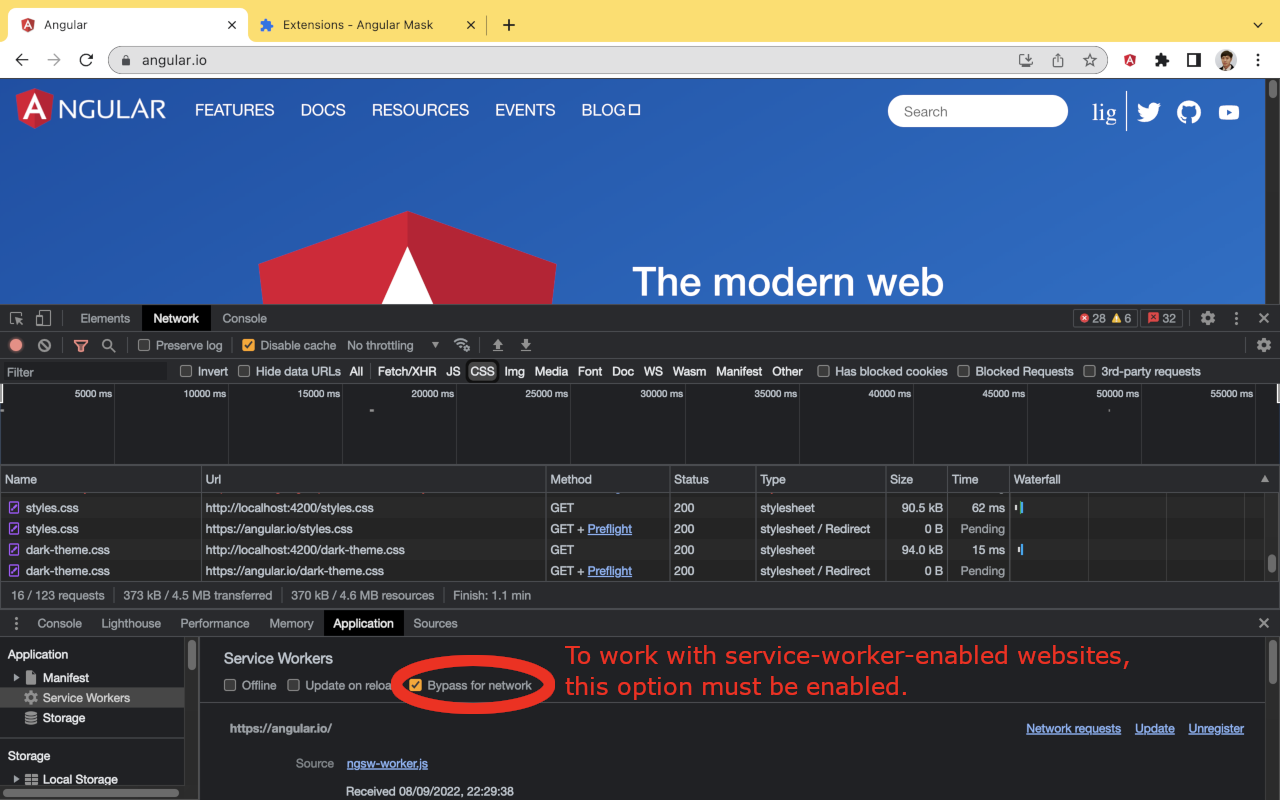 Angular
Extensions - Angular Mask
angular.io
A NGULAR FEATURES DOCS RESOURCES EVENTS BLOG Search lig
The modern web
Elements Network Console 28 6 32
Preserve log Disable cache No throttling
Filter Invert Hide data URLs All Fetch/XHR JS CSS Img Media Font Doc WS Wasm Manifest Other Has blocked cookies Blocked Requests 3rd-party requests
5000 ms 10000 ms 15000 ms 20000 ms 25000 ms 30000 ms 35000 ms 40000 ms 45000 ms 50000 ms 55000 ms
Name Url Method Status Type Size Time Waterfall
styles.css http://localhost:4200/styles.css GET 200 stylesheet 90.5 kB 62 ms
styles.css https://angular.io/styles.css GET + Preflight 200 stylesheet / Redirect 0 B Pending
dark-theme.css http://localhost:4200/dark-theme.css GET 200 stylesheet 94.0 kB 15 ms
dark-theme.css https://angular.io/dark-theme.css GET + Preflight 200 stylesheet / Redirect 0 B Pending
16 / 123 requests 373 kB / 4.5 MB transferred 370 kB / 4.6 MB resources Finish: 1.1 min
Console Lighthouse Performance Memory Application Sources
Application
Manifest
Service Workers
Storage
Storage
Local Storage
Service Workers
Offline Update on reloa Bypass for network
To work with service-worker-enabled websites,
this option must be enabled.
https://angular.io/ Network requests Update Unregister
Source ngsw-worker.js
Received 08/09/2022, 22:29:38